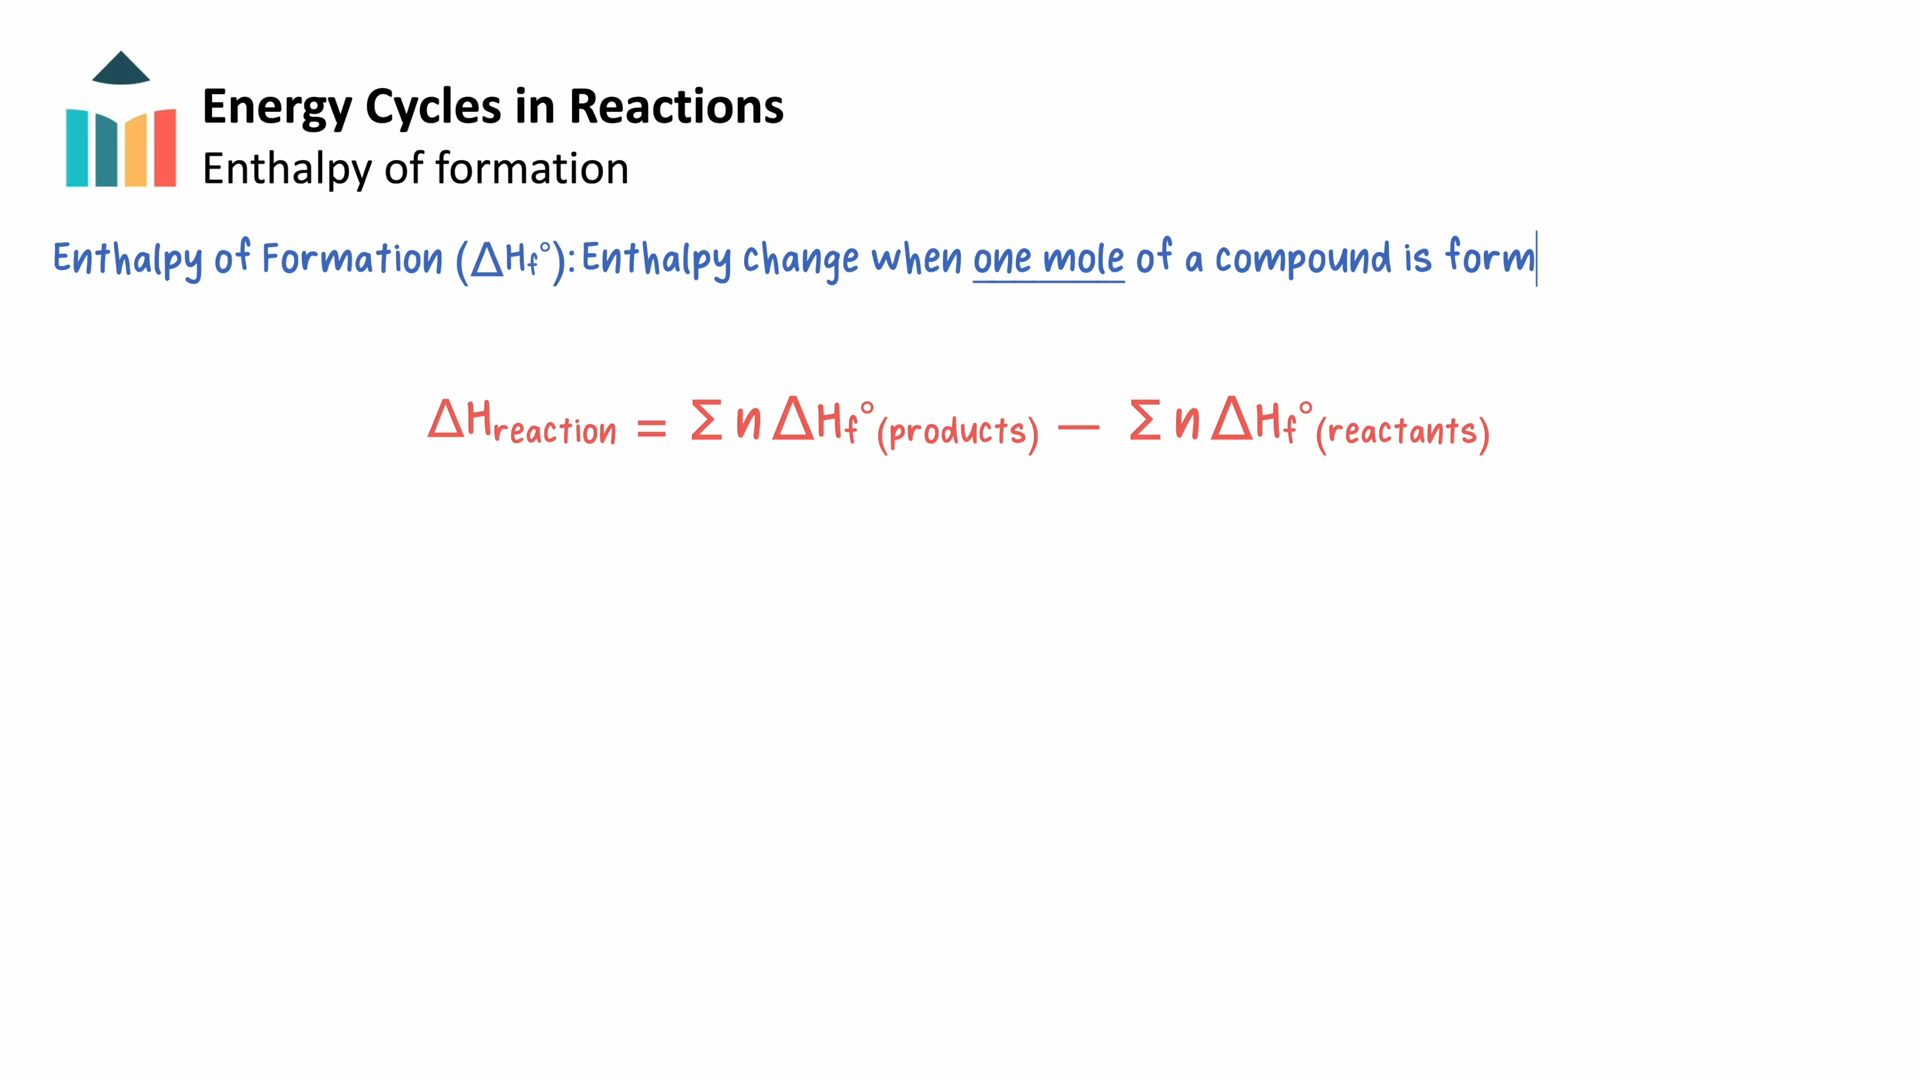 Energy Cycles in Reactions
Enthalpy of formation
Enthalpy of Formation (ΔHf°): Enthalpy change when one mole of a compound is form
ΔHreaction = Σ n ΔHf°(products) — Σ n ΔHf°(reactants)